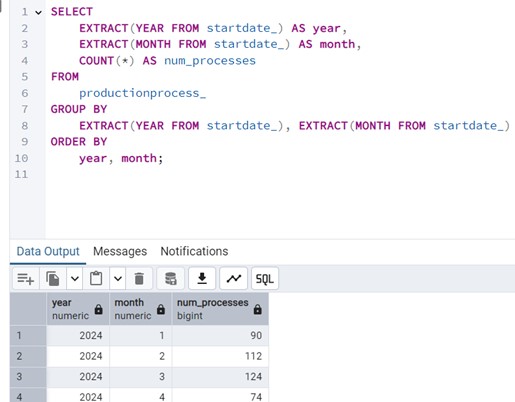 1 SELECT
2 EXTRACT(YEAR FROM startdate_) AS year,
3 EXTRACT(MONTH FROM startdate_) AS month,
4 COUNT(*) AS num_processes
5 FROM
6 productionprocess_
7 GROUP BY
8 EXTRACT(YEAR FROM startdate_), EXTRACT(MONTH FROM startdate_)
9 ORDER BY
10 year, month;
11
Data Output Messages Notifications
SQL
year month num_processes
numeric numeric bigint
1 2024 1 90
2 2024 2 112
3 2024 3 124
4 2024 4 74